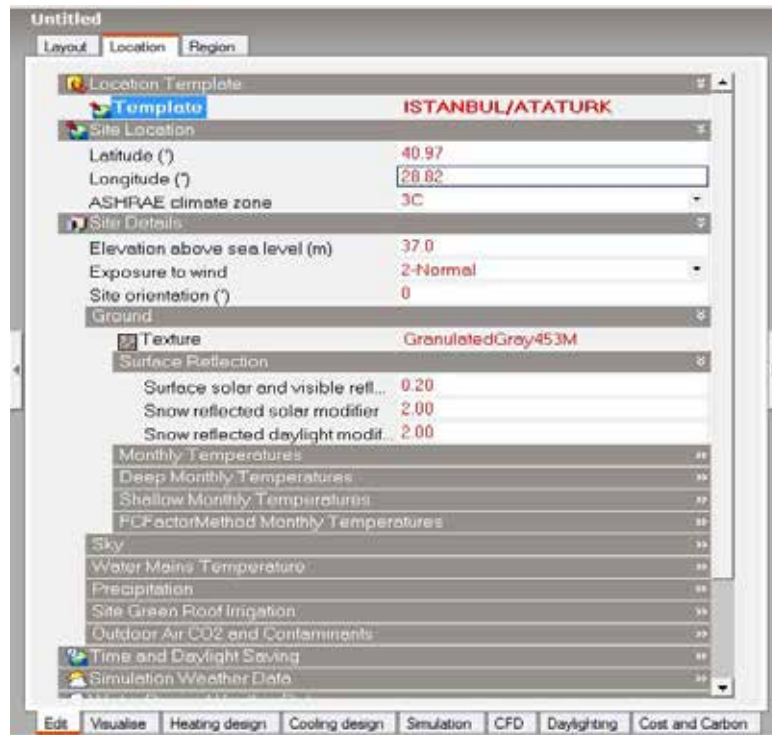 Untitled
Layout Location Region
Location Template
Template ISTANBUL/ATATURK
Site Location
Latitude (°) 40.97
Longitude (°) 28.82
ASHRAE climate zone 3C
Site Details
Elevation above sea level (m) 37.0
Exposure to wind 2-Normal
Site orientation (°) 0
Ground
Texture GranulatedGray453M
Surface Reflection
Surface solar and visible refl... 0.20
Snow reflected solar modifier 2.00
Snow reflected daylight modif... 2.00
Monthly Temperatures
Deep Monthly Temperatures
Shallow Monthly Temperatures
FCFactorMethod Monthly Temperatures
Sky
Water Mains Temperature
Precipitation
Site Green Roof Irrigation
Outdoor Air CO2 and Contaminants
Time and Daylight Saving
Simulation Weather Data
Edit Visualise Heating design Cooling design Simulation CFD Daylighting Cost and Carbon